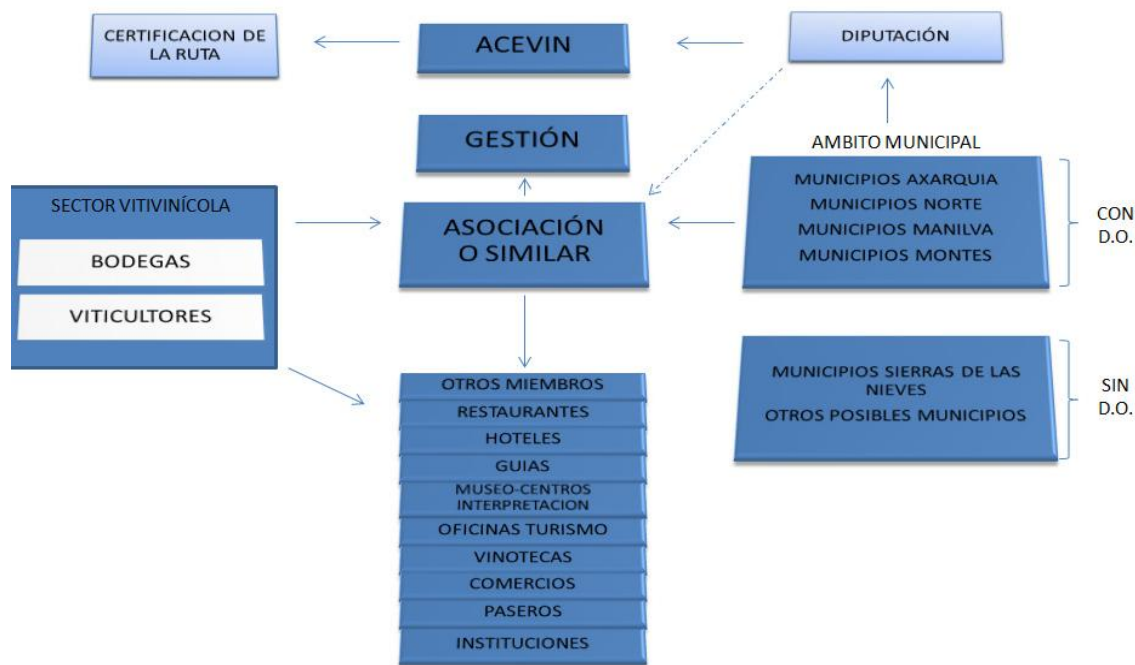 CERTIFICACION DE
LA RUTA
ACEVIN
DIPUTACIÓN
GESTIÓN
AMBITO MUNICIPAL
SECTOR VITIVINÍCOLA
BODEGAS
VITICULTORES
ASOCIACIÓN
O SIMILAR
MUNICIPIOS AXARQUIA
MUNICIPIOS NORTE
MUNICIPIOS MANILVA
MUNICIPIOS MONTES
CON
D.O.
MUNICIPIOS SIERRAS DE LAS
NIEVES
OTROS POSIBLES MUNICIPIOS
SIN
D.O.
OTROS MIEMBROS
RESTAURANTES
HOTELES
GUIAS
MUSEO-CENTROS
INTERPRETACION
OFICINAS TURISMO
VINOTECAS
COMERCIOS
PASEROS
INSTITUCIONES